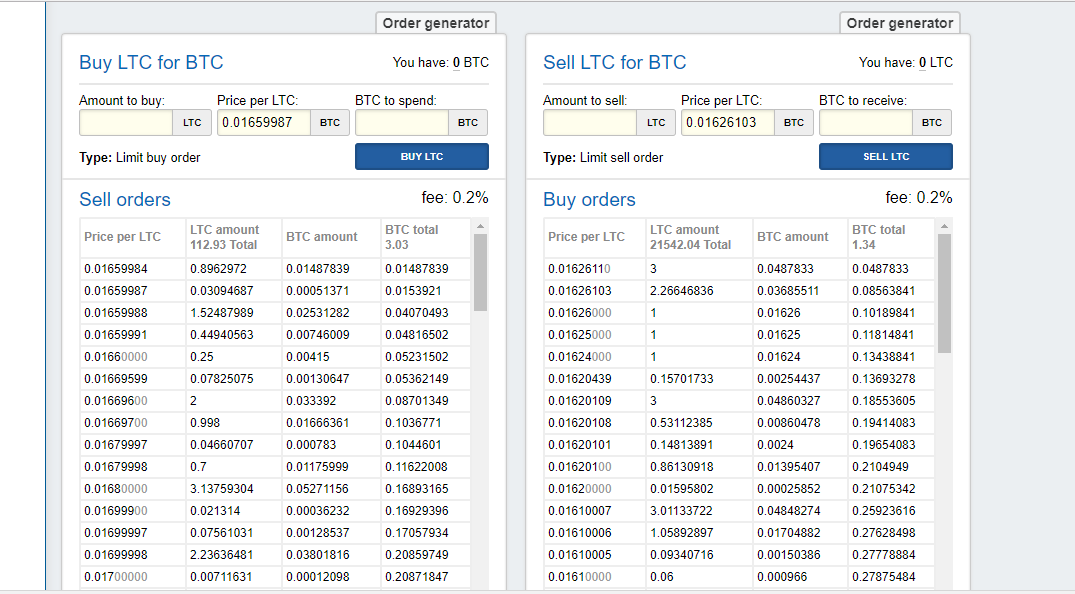 Order generator
Buy LTC for BTC You have: 0 BTC
Amount to buy: Price per LTC: BTC to spend:
LTC 0.01659987 BTC BTC
Type: Limit buy order BUY LTC
Sell orders fee: 0.2%
Price per LTC LTC amount 112.93 Total BTC amount BTC total 3.03
0.01659984 0.8962972 0.01487839 0.01487839
0.01659987 0.03094687 0.00051371 0.0153921
0.01659988 1.52487989 0.02531282 0.04070493
0.01659991 0.44940563 0.00746009 0.04816502
0.01660000 0.25 0.00415 0.05231502
0.01669599 0.07825075 0.00130647 0.05362149
0.01669600 2 0.033392 0.08701349
0.01669700 0.998 0.01666361 0.1036771
0.01679997 0.04660707 0.000783 0.1044601
0.01679998 0.7 0.01175999 0.11622008
0.01680000 3.13759304 0.05271156 0.16893165
0.01699900 0.021314 0.00036232 0.16929396
0.01699997 0.07561031 0.00128537 0.17057934
0.01699998 2.23636481 0.03801816 0.20859749
0.01700000 0.00711631 0.00012098 0.20871847
Order generator
Sell LTC for BTC You have: 0 LTC
Amount to sell: Price per LTC: BTC to receive:
LTC 0.01626103 BTC BTC
Type: Limit sell order SELL LTC
Buy orders fee: 0.2%
Price per LTC LTC amount 21542.04 Total BTC amount BTC total 1.34
0.01626110 3 0.0487833 0.0487833
0.01626103 2.26646836 0.03685511 0.08563841
0.01626000 1 0.01626 0.10189841
0.01625000 1 0.01625 0.11814841
0.01624000 1 0.01624 0.13438841
0.01620439 0.15701733 0.00254437 0.13693278
0.01620109 3 0.04860327 0.18553605
0.01620108 0.53112385 0.00860478 0.19414083
0.01620101 0.14813891 0.0024 0.19654083
0.01620100 0.86130918 0.01395407 0.2104949
0.01620000 0.01595802 0.00025852 0.21075342
0.01610007 3.01133722 0.04848274 0.25923616
0.01610006 1.05892897 0.01704882 0.27628498
0.01610005 0.09340716 0.00150386 0.27778884
0.01610000 0.06 0.000966 0.27875484